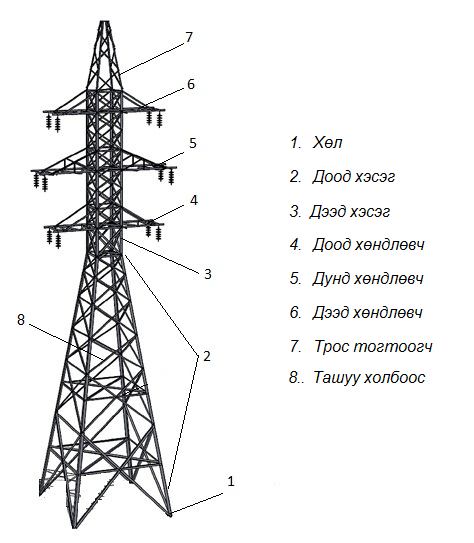 7
6
5
4
3
8
2
1
1. Хөл
2. Доод хэсэг
3. Дээд хэсэг
4. Доод хөндлөвч
5. Дунд хөндлөвч
6. Дээд хөндлөвч
7. Трос тогтоогч
8.. Ташуу холбоос